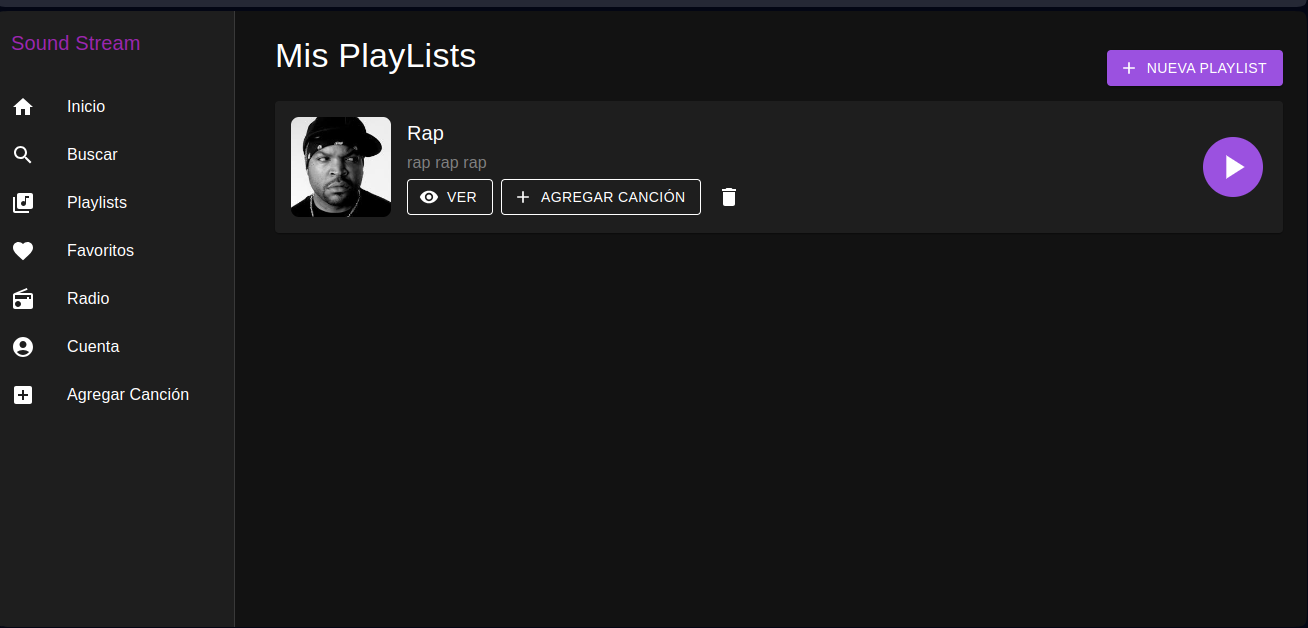 Sound Stream
Inicio
Buscar
Playlists
Favoritos
Radio
Cuenta
Agregar Canción
Mis PlayLists
NUEVA PLAYLIST
Rap
rap rap rap
VER
AGREGAR CANCIÓN